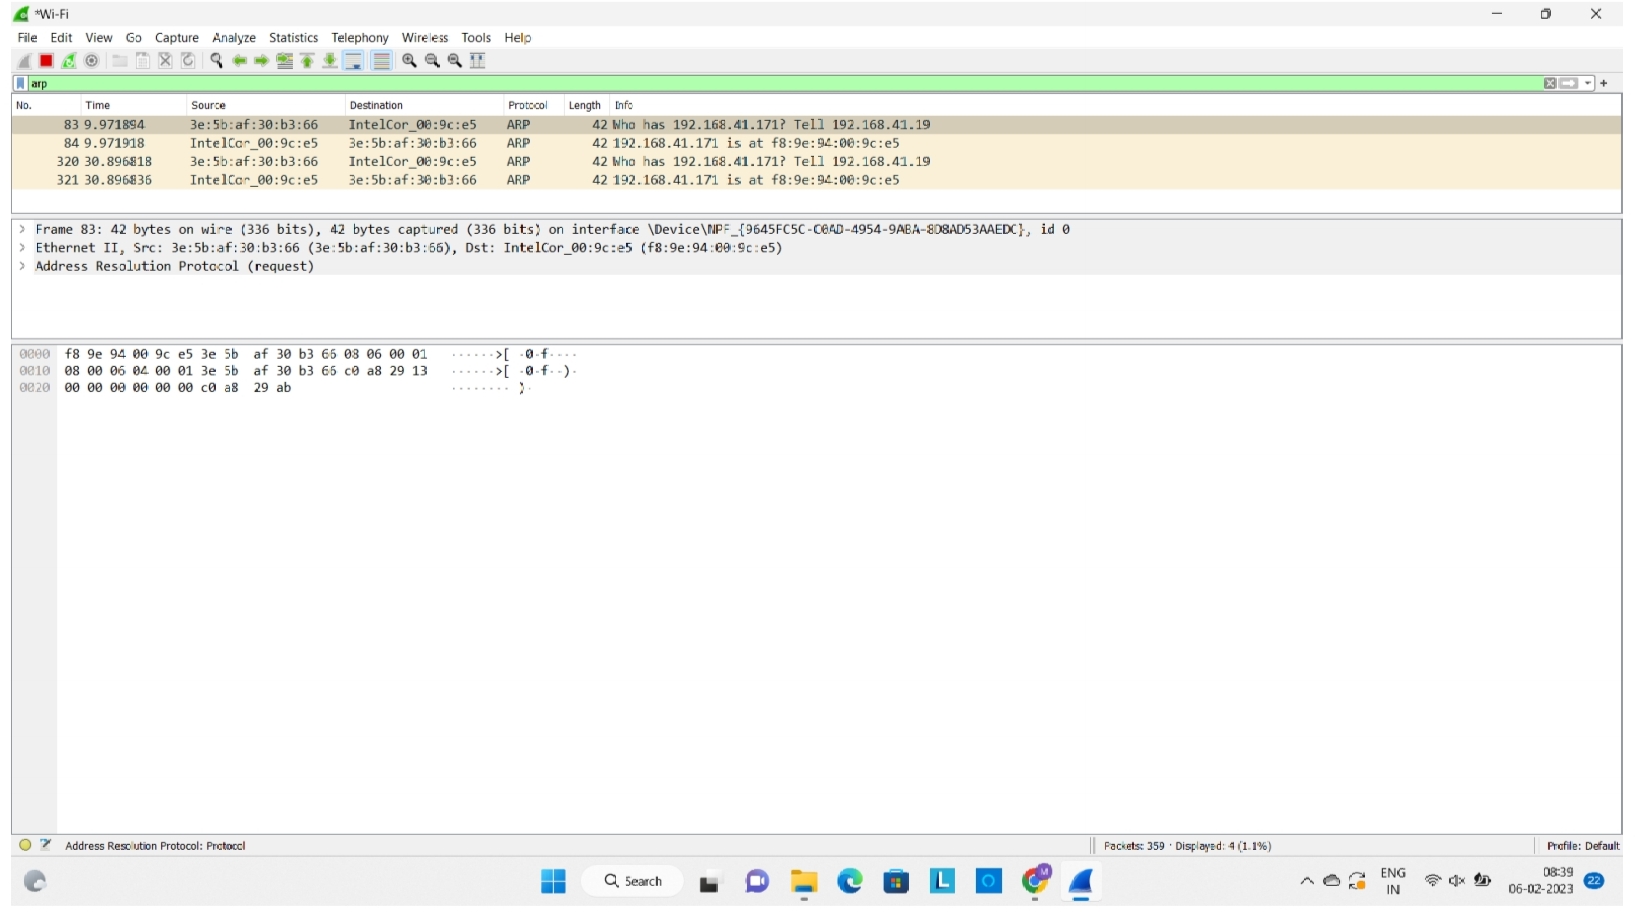 *Wi-Fi
File Edit View Go Capture Analyze Statistics Telephony Wireless Tools Help
arp
No. Time Source Destination Protocol Length Info
83 9.971894 3e:5b:af:30:b3:66 IntelCor_00:9c:e5 ARP 42 Who has 192.168.41.171? Tell 192.168.41.19
84 9.971918 IntelCor_00:9c:e5 3e:5b:af:30:b3:66 ARP 42 192.168.41.171 is at f8:9e:94:00:9c:e5
320 30.896818 3e:5b:af:30:b3:66 IntelCor_00:9c:e5 ARP 42 Who has 192.168.41.171? Tell 192.168.41.19
321 30.896836 IntelCor_00:9c:e5 3e:5b:af:30:b3:66 ARP 42 192.168.41.171 is at f8:9e:94:00:9c:e5
> Frame 83: 42 bytes on wire (336 bits), 42 bytes captured (336 bits) on interface \Device\NPF_{9645FC5C-C0AD-4954-9ABA-8D8AD53AAEDC}, id 0
> Ethernet II, Src: 3e:5b:af:30:b3:66 (3e:5b:af:30:b3:66), Dst: IntelCor_00:9c:e5 (f8:9e:94:00:9c:e5)
> Address Resolution Protocol (request)
0000 f8 9e 94 00 9c e5 3e 5b af 30 b3 66 08 06 00 01 ······>[ ·0·f····
0010 08 00 06 04 00 01 3e 5b af 30 b3 66 c0 a8 29 13 ······>[ ·0·f··)·
0020 00 00 00 00 00 00 c0 a8 29 ab ········ )·
Address Resolution Protocol: Protocol
Packets: 359 · Displayed: 4 (1.1%)
Profile: Default
Search
L
M
ENG
IN
08:39
06-02-2023
22